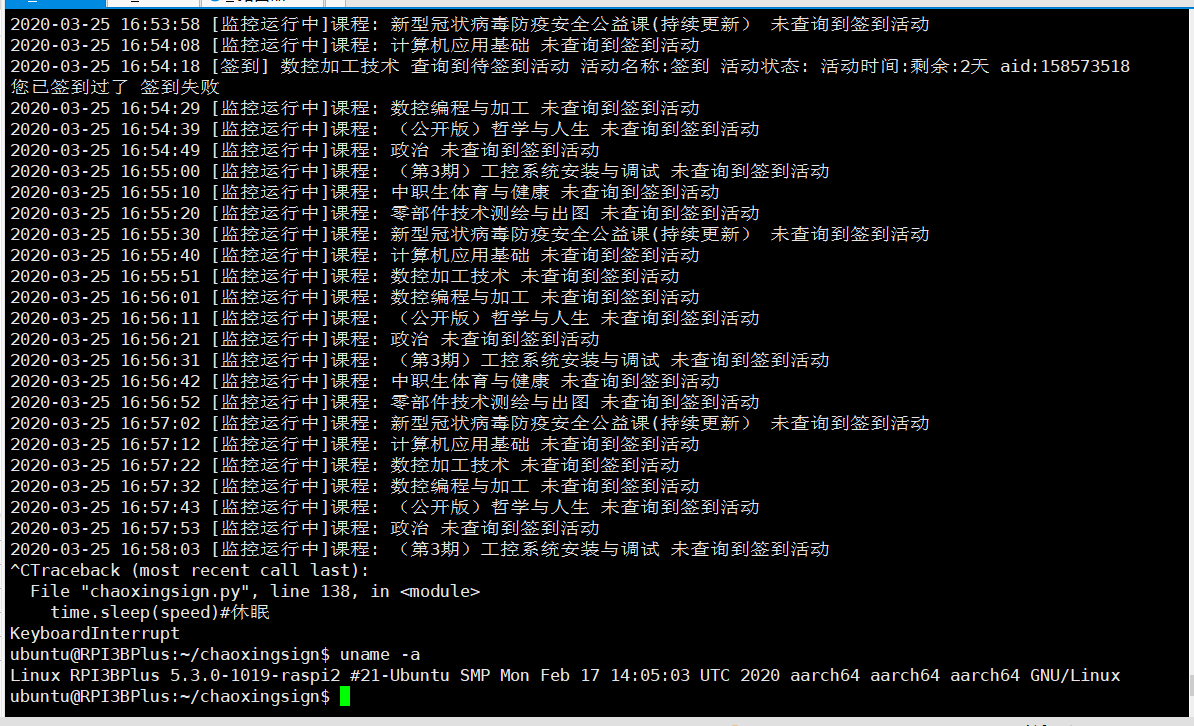 2020-03-25 16:53:58 [监控运行中]课程: 新型冠状病毒防疫安全公益课(持续更新） 未查询到签到活动
2020-03-25 16:54:08 [监控运行中]课程: 计算机应用基础 未查询到签到活动
2020-03-25 16:54:18 [签到] 数控加工技术 查询到待签到活动 活动名称:签到 活动状态: 活动时间:剩余:2天 aid:158573518
您已签到过了 签到失败
2020-03-25 16:54:29 [监控运行中]课程: 数控编程与加工 未查询到签到活动
2020-03-25 16:54:39 [监控运行中]课程: （公开版）哲学与人生 未查询到签到活动
2020-03-25 16:54:49 [监控运行中]课程: 政治 未查询到签到活动
2020-03-25 16:55:00 [监控运行中]课程: （第3期）工控系统安装与调试 未查询到签到活动
2020-03-25 16:55:10 [监控运行中]课程: 中职生体育与健康 未查询到签到活动
2020-03-25 16:55:20 [监控运行中]课程: 零部件技术测绘与出图 未查询到签到活动
2020-03-25 16:55:30 [监控运行中]课程: 新型冠状病毒防疫安全公益课(持续更新） 未查询到签到活动
2020-03-25 16:55:40 [监控运行中]课程: 计算机应用基础 未查询到签到活动
2020-03-25 16:55:51 [监控运行中]课程: 数控加工技术 未查询到签到活动
2020-03-25 16:56:01 [监控运行中]课程: 数控编程与加工 未查询到签到活动
2020-03-25 16:56:11 [监控运行中]课程: （公开版）哲学与人生 未查询到签到活动
2020-03-25 16:56:21 [监控运行中]课程: 政治 未查询到签到活动
2020-03-25 16:56:31 [监控运行中]课程: （第3期）工控系统安装与调试 未查询到签到活动
2020-03-25 16:56:42 [监控运行中]课程: 中职生体育与健康 未查询到签到活动
2020-03-25 16:56:52 [监控运行中]课程: 零部件技术测绘与出图 未查询到签到活动
2020-03-25 16:57:02 [监控运行中]课程: 新型冠状病毒防疫安全公益课(持续更新） 未查询到签到活动
2020-03-25 16:57:12 [监控运行中]课程: 计算机应用基础 未查询到签到活动
2020-03-25 16:57:22 [监控运行中]课程: 数控加工技术 未查询到签到活动
2020-03-25 16:57:32 [监控运行中]课程: 数控编程与加工 未查询到签到活动
2020-03-25 16:57:43 [监控运行中]课程: （公开版）哲学与人生 未查询到签到活动
2020-03-25 16:57:53 [监控运行中]课程: 政治 未查询到签到活动
2020-03-25 16:58:03 [监控运行中]课程: （第3期）工控系统安装与调试 未查询到签到活动
^CTraceback (most recent call last):
  File "chaoxingsign.py", line 138, in <module>
    time.sleep(speed)#休眠
KeyboardInterrupt
ubuntu@RPI3BPlus:~/chaoxingsign$ uname -a
Linux RPI3BPlus 5.3.0-1019-raspi2 #21-Ubuntu SMP Mon Feb 17 14:05:03 UTC 2020 aarch64 aarch64 aarch64 GNU/Linux
ubuntu@RPI3BPlus:~/chaoxingsign$